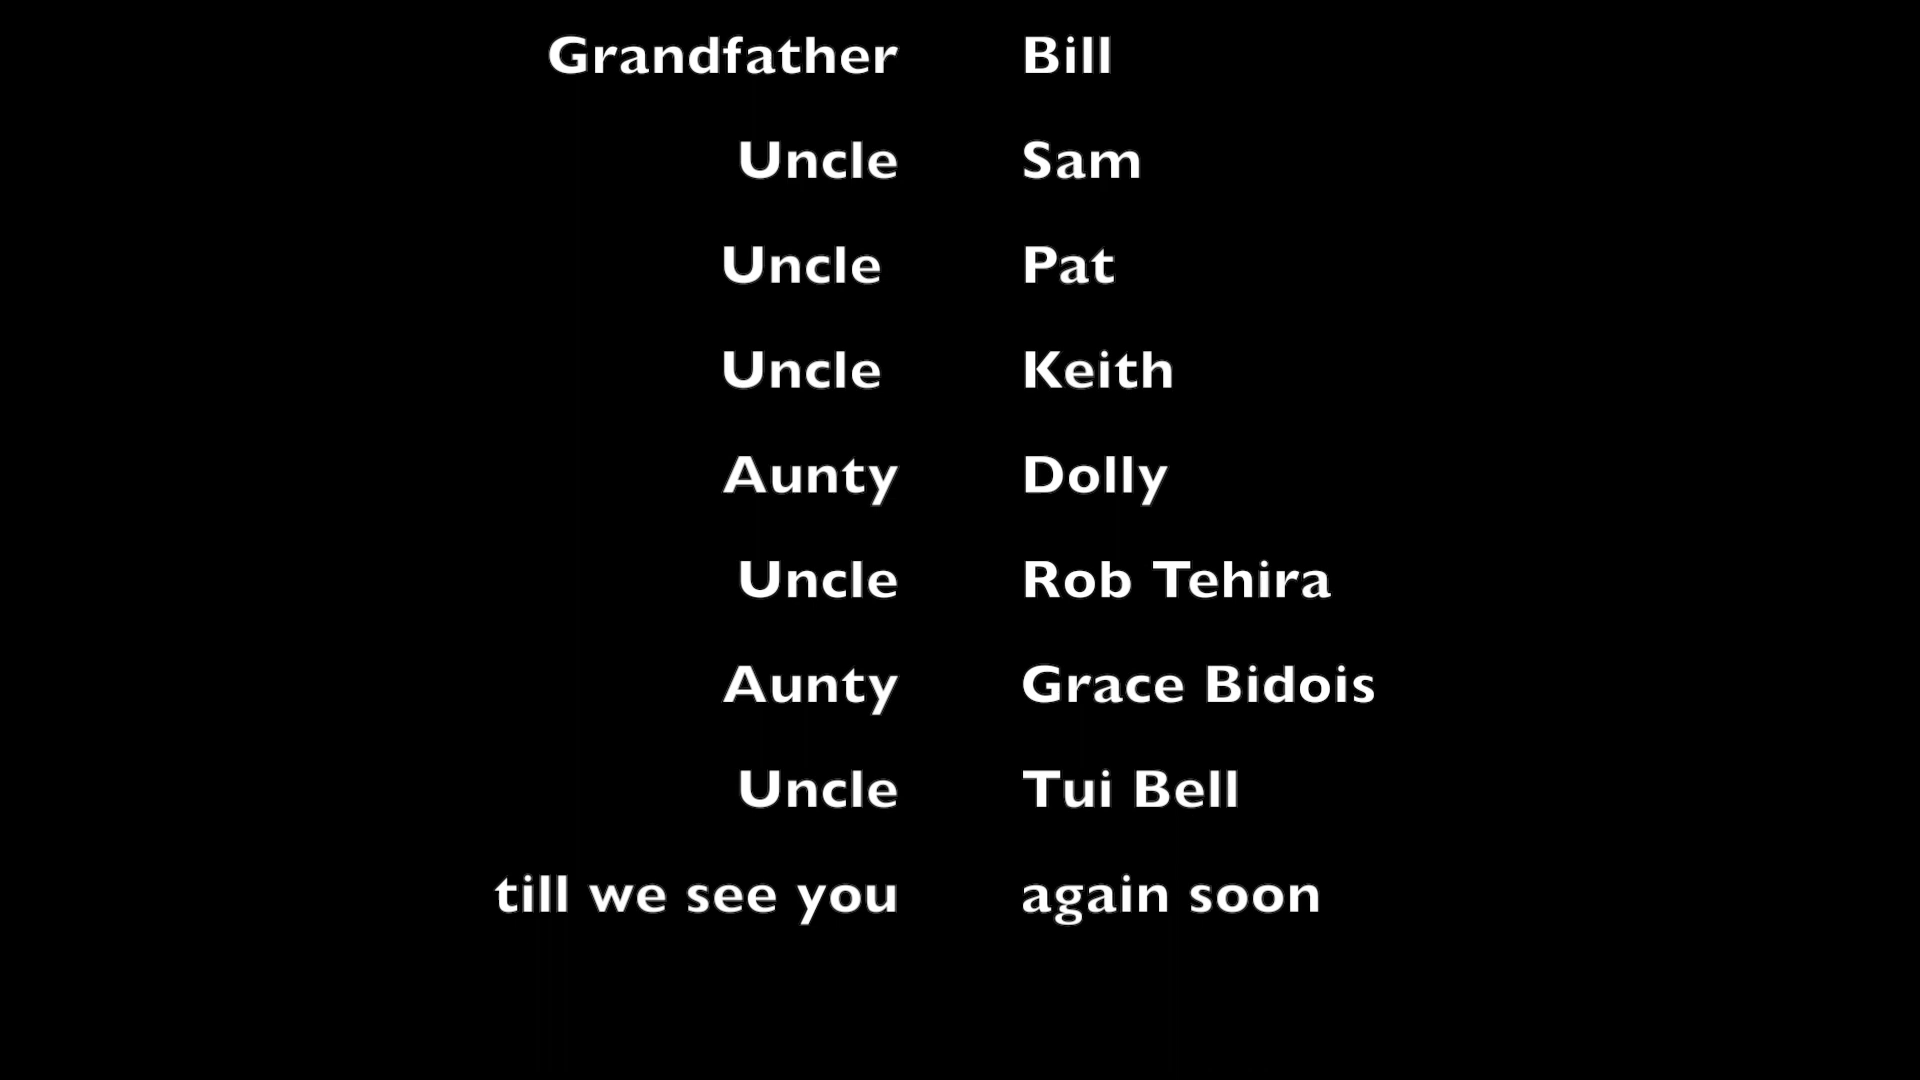 Grandfather Bill
Uncle Sam
Uncle Pat
Uncle Keith
Aunty Dolly
Uncle Rob Tehira
Aunty Grace Bidois
Uncle Tui Bell
till we see you again soon